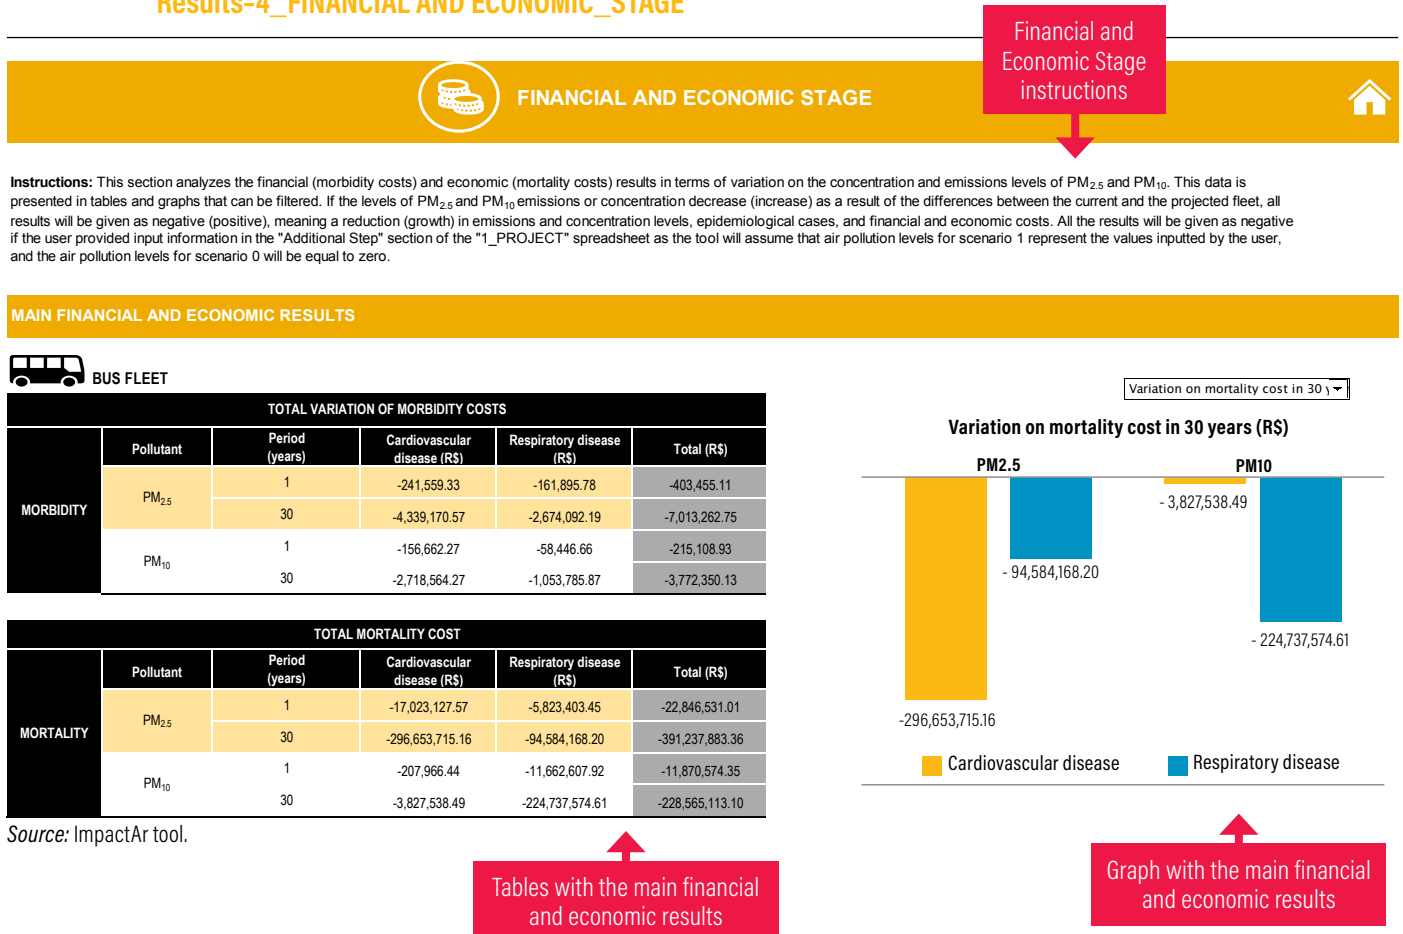 Results–4_FINANCIAL AND ECONOMIC_STAGE
Financial and
Economic Stage
instructions
FINANCIAL AND ECONOMIC STAGE
Instructions: This section analyzes the financial (morbidity costs) and economic (mortality costs) results in terms of variation on the concentration and emissions levels of PM2.5 and PM10. This data is
presented in tables and graphs that can be filtered. If the levels of PM2.5 and PM10 emissions or concentration decrease (increase) as a result of the differences between the current and the projected fleet, all
results will be given as negative (positive), meaning a reduction (growth) in emissions and concentration levels, epidemiological cases, and financial and economic costs. All the results will be given as negative
if the user provided input information in the "Additional Step" section of the "1_PROJECT" spreadsheet as the tool will assume that air pollution levels for scenario 1 represent the values inputted by the user,
and the air pollution levels for scenario 0 will be equal to zero.
MAIN FINANCIAL AND ECONOMIC RESULTS
BUS FLEET
TOTAL VARIATION OF MORBIDITY COSTS
Pollutant Period (years) Cardiovascular disease (R$) Respiratory disease (R$) Total (R$)
MORBIDITY
PM2.5
1 -241,559.33 -161,895.78 -403,455.11
30 -4,339,170.57 -2,674,092.19 -7,013,262.75
PM10
1 -156,662.27 -58,446.66 -215,108.93
30 -2,718,564.27 -1,053,785.87 -3,772,350.13
TOTAL MORTALITY COST
Pollutant Period (years) Cardiovascular disease (R$) Respiratory disease (R$) Total (R$)
MORTALITY
PM2.5
1 -17,023,127.57 -5,823,403.45 -22,846,531.01
30 -296,653,715.16 -94,584,168.20 -391,237,883.36
PM10
1 -207,966.44 -11,662,607.92 -11,870,574.35
30 -3,827,538.49 -224,737,574.61 -228,565,113.10
Source: ImpactAr tool.
Tables with the main financial
and economic results
Variation on mortality cost in 30
Variation on mortality cost in 30 years (R$)
PM2.5 PM10
- 3,827,538.49
- 94,584,168.20
- 224,737,574.61
-296,653,715.16
Cardiovascular disease Respiratory disease
Graph with the main financial
and economic results